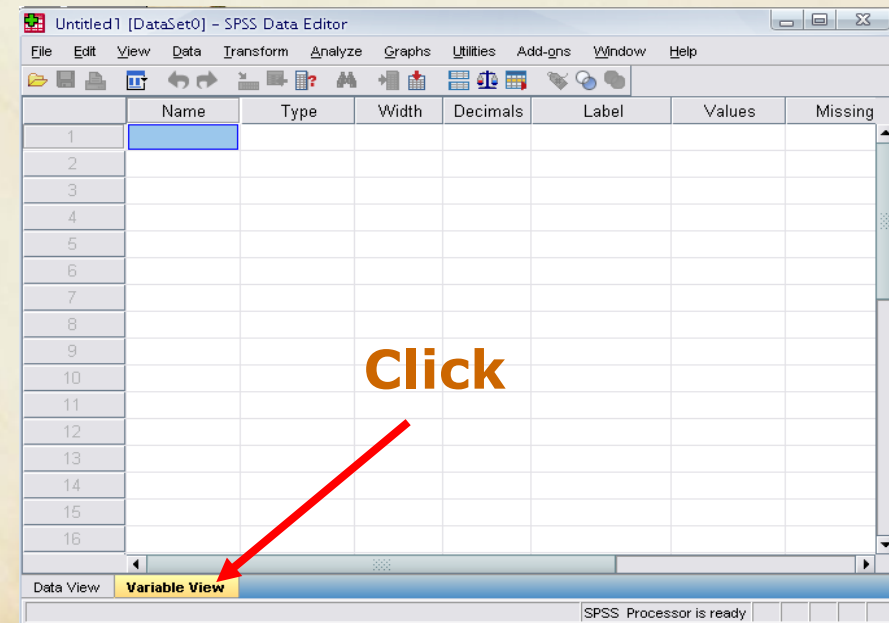 Untitled1 [DataSet0] - SPSS Data Editor
File Edit View Data Transform Analyze Graphs Utilities Add-ons Window Help
Name Type Width Decimals Label Values Missing
1
2
3
4
5
6
7
8
9
10
11
12
13
14
15
16
Click
Data View Variable View
SPSS Processor is ready